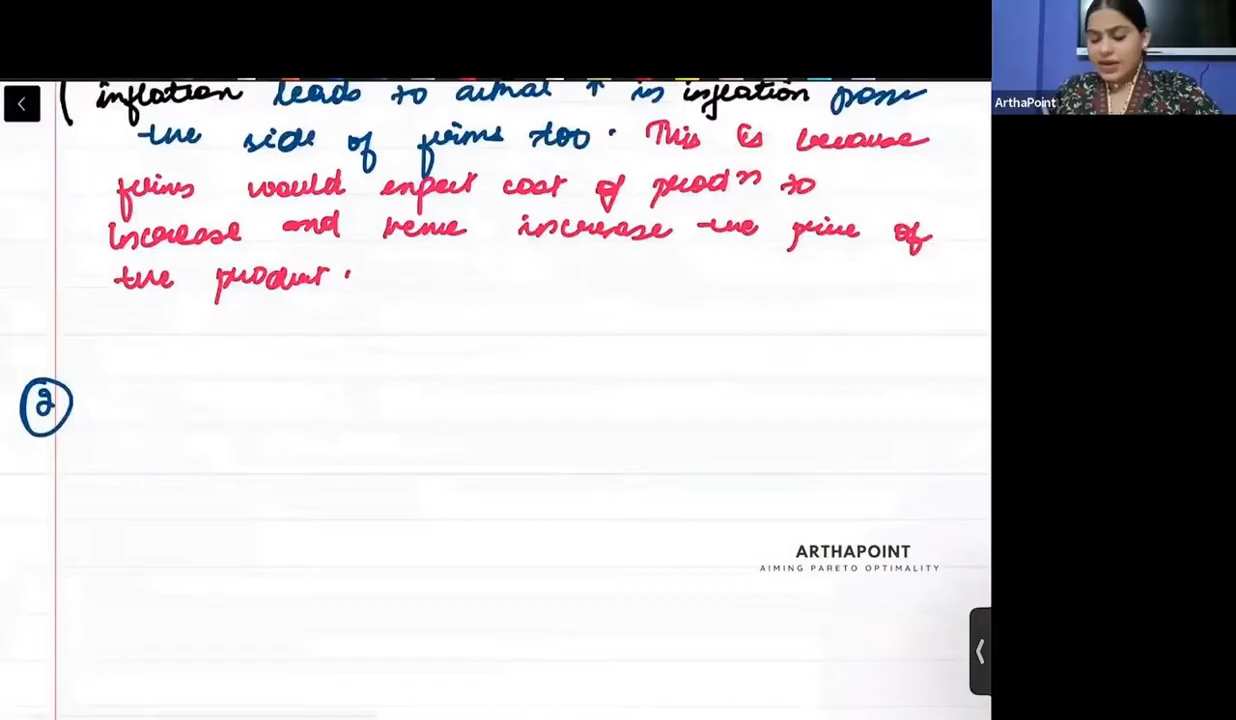 inflation leads to actual ↑ in inflation from
the side of firms too. This is because
firms would expect cost of prodⁿ to
increase and hence increase the price of
the product.
2
ARTHAPOINT
AIMING PARETO OPTIMALITY
ArthaPoint